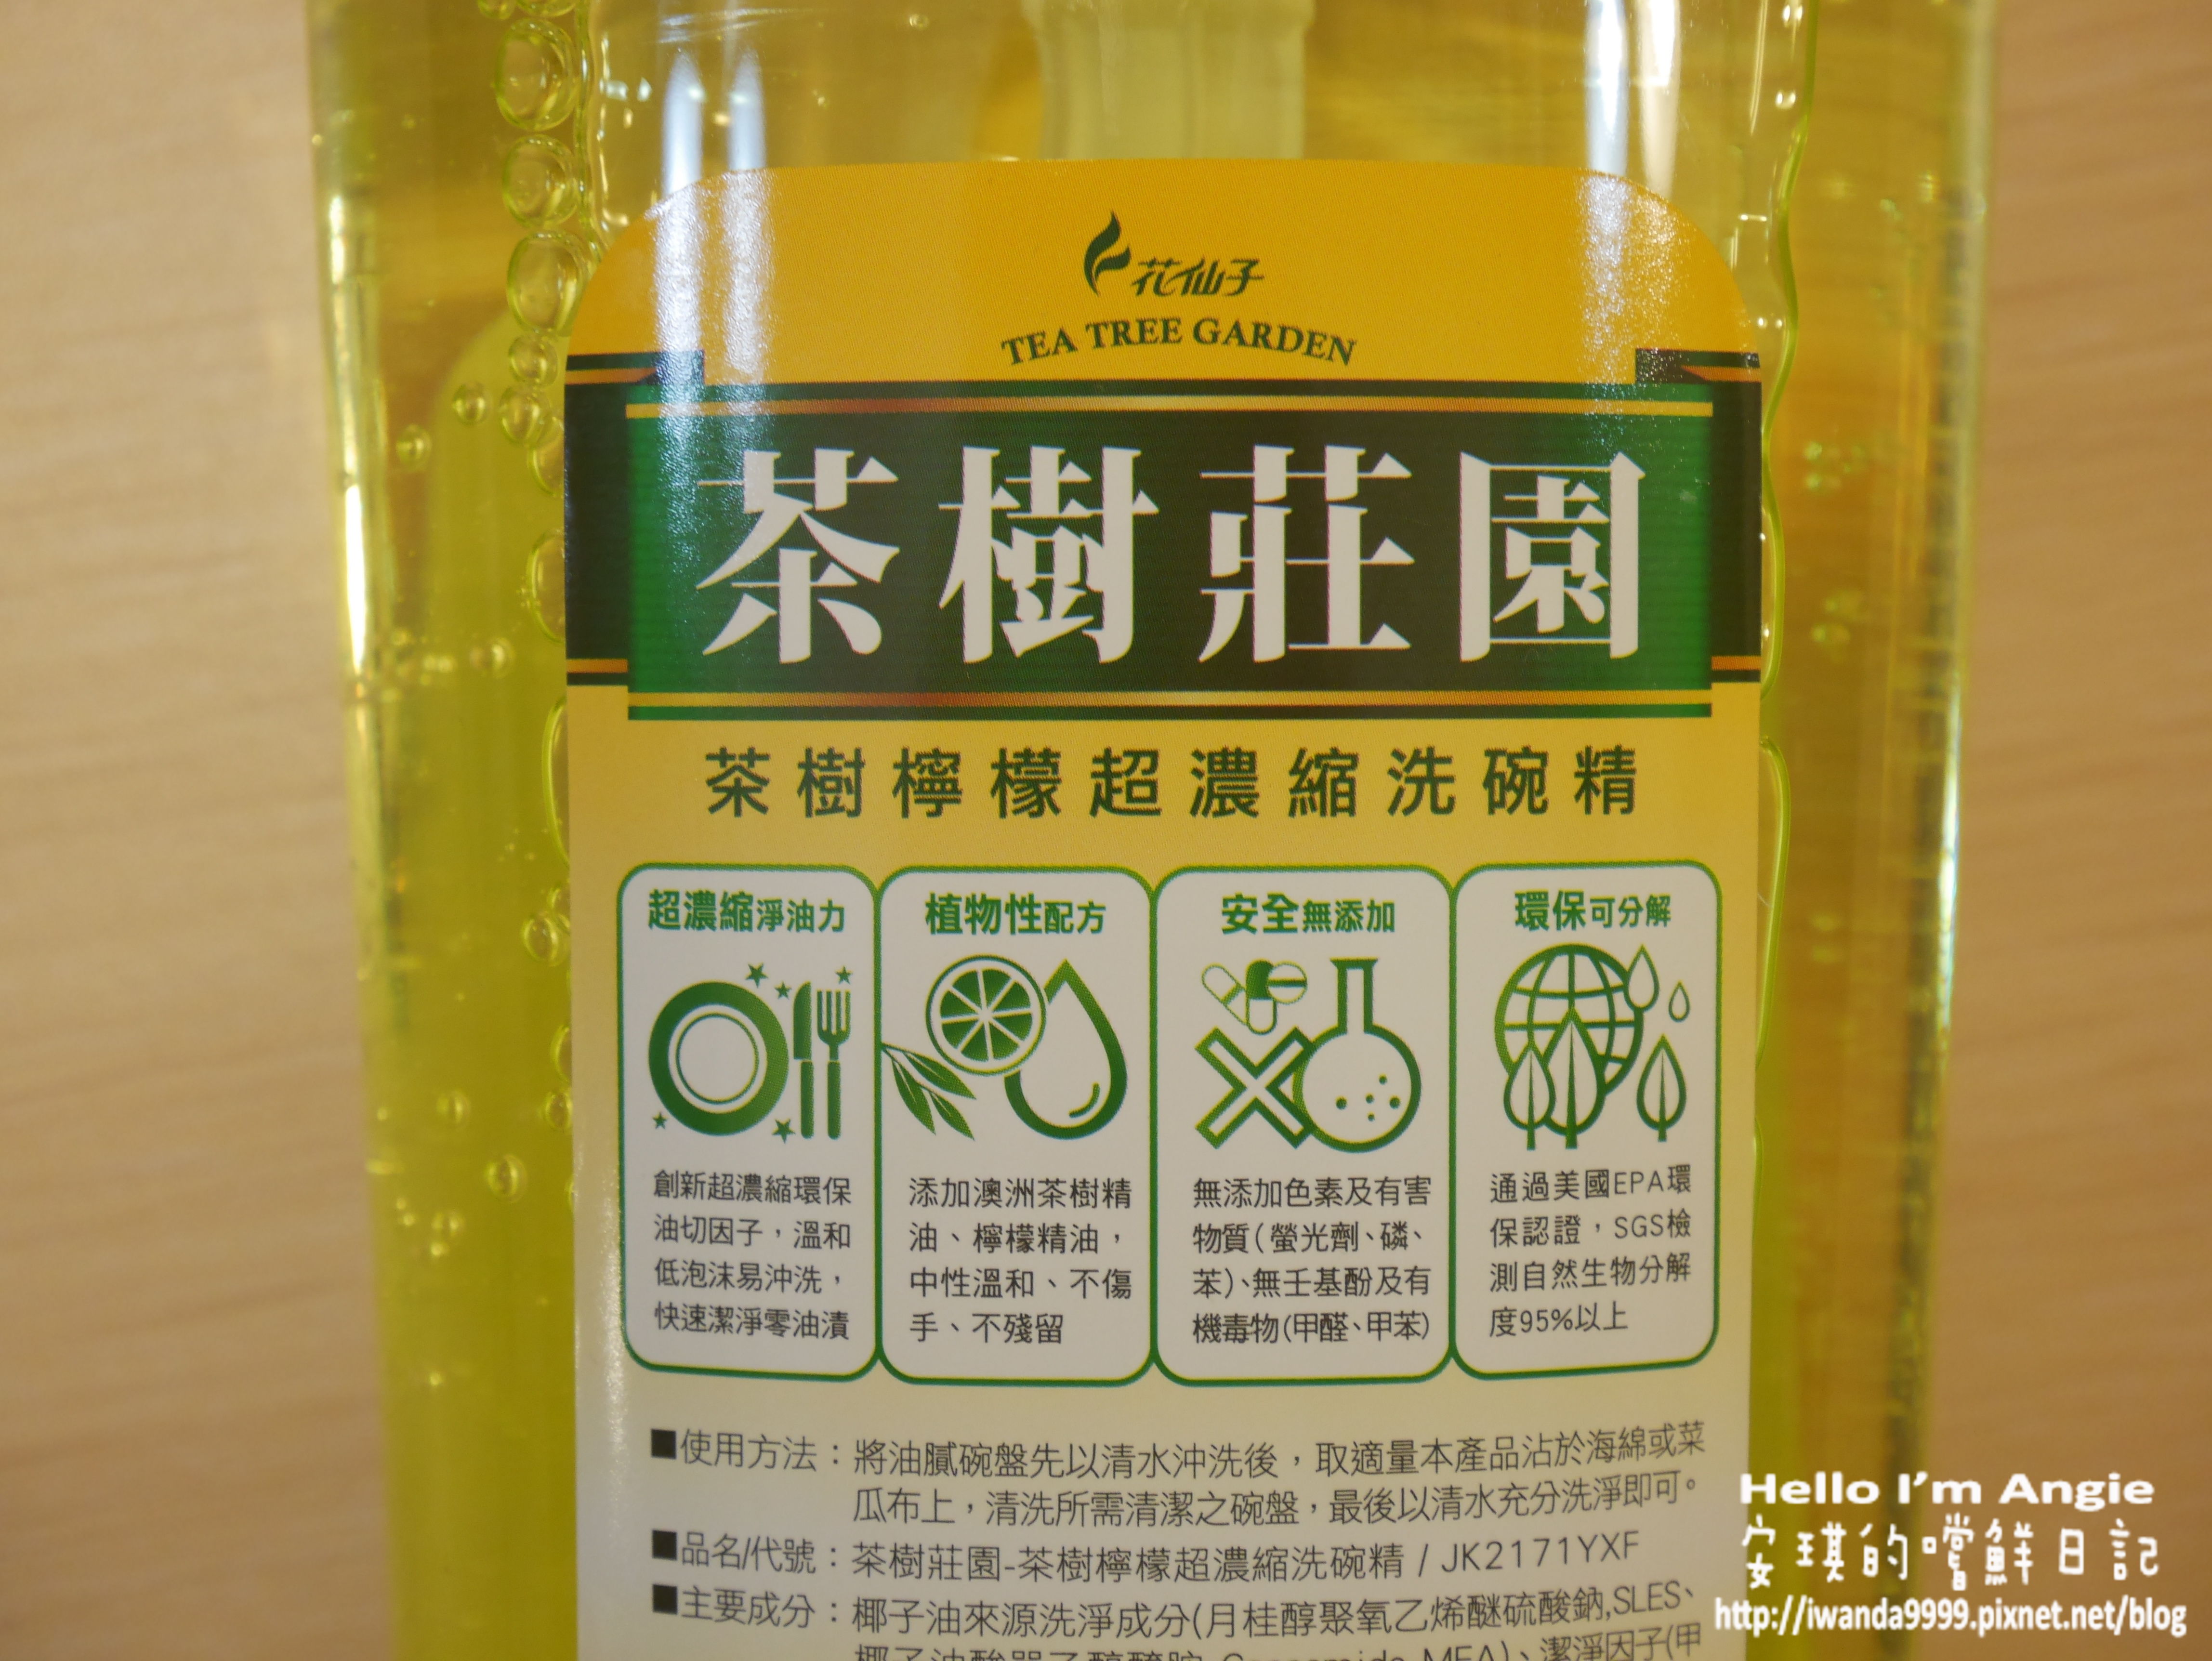 花仙子
TEA TREE GARDEN
茶樹莊園
茶樹檸檬超濃縮洗碗精
超濃縮淨油力
創新超濃縮環保
油切因子，溫和
低泡沫易沖洗，
快速潔淨零油漬
植物性配方
添加澳洲茶樹精
油、檸檬精油，
中性溫和、不傷
手、不殘留
安全無添加
無添加色素及有害
物質(螢光劑、磷、
苯)、無壬基酚及有
機毒物(甲醛、甲苯)
環保可分解
通過美國EPA環
保認證，SGS檢
測自然生物分解
度95%以上
■使用方法：將油膩碗盤先以清水沖洗後，取適量本產品沾於海綿或菜
瓜布上，清洗所需清潔之碗盤，最後以清水充分洗淨即可。
■品名/代號：茶樹莊園-茶樹檸檬超濃縮洗碗精 / JK2171YXF
■主要成分：椰子油來源洗淨成分(月桂醇聚氧乙烯醚硫酸鈉,SLES、
MEA)、潔淨因子(甲
Hello I'm Angie
安琪的嚐鮮日記
http://iwanda9999.pixnet.net/blog